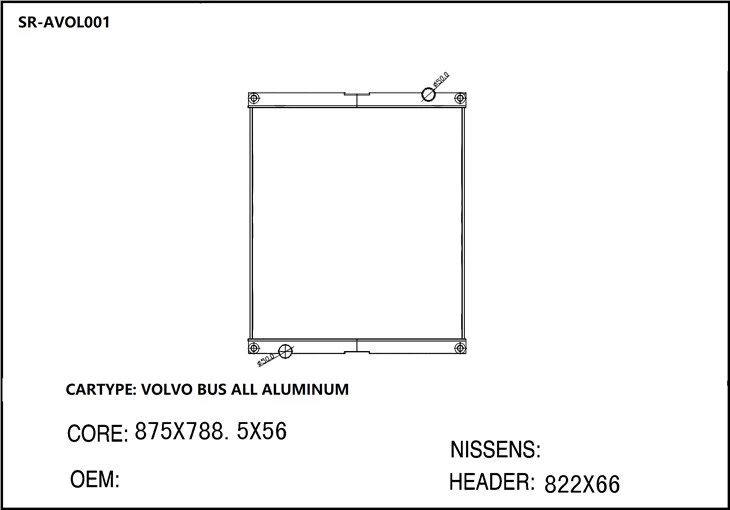 SR-AVOL001
ø50.0
ø50.0
CARTYPE: VOLVO BUS ALL ALUMINUM
CORE: 875X788. 5X56
NISSENS:
OEM:
HEADER: 822X66